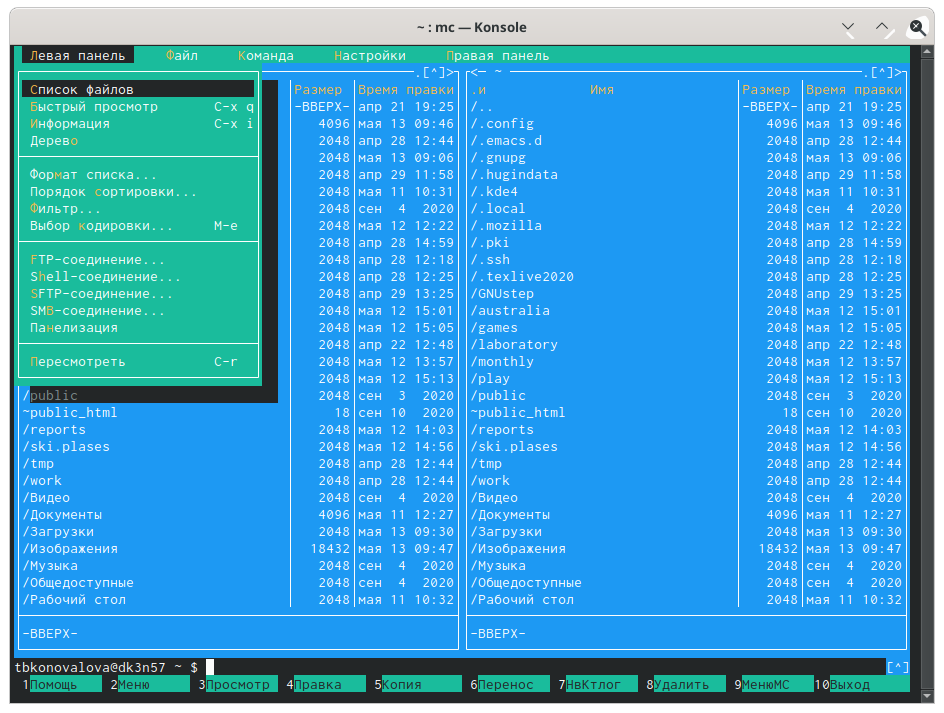 ~ : mc — Konsole
Левая панель Файл Команда Настройки Правая панель
.[^]> <— ~ .[^]>
Список файлов Размер Время правки .и Имя Размер Время правки
Быстрый просмотр C-x q -ВВЕРХ- апр 21 19:25 /.. -ВВЕРХ- апр 21 19:25
Информация C-x i 4096 мая 13 09:46 /.config 4096 мая 13 09:46
Дерево 2048 апр 28 12:44 /.emacs.d 2048 апр 28 12:44
2048 мая 13 09:06 /.gnupg 2048 мая 13 09:06
Формат списка... 2048 апр 29 11:58 /.hugindata 2048 апр 29 11:58
Порядок сортировки... 2048 мая 11 10:31 /.kde4 2048 мая 11 10:31
Фильтр... 2048 сен 4 2020 /.local 2048 сен 4 2020
Выбор кодировки... M-e 2048 мая 12 12:22 /.mozilla 2048 мая 12 12:22
2048 апр 28 14:59 /.pki 2048 апр 28 14:59
FTP-соединение... 2048 апр 28 12:18 /.ssh 2048 апр 28 12:18
Shell-соединение... 2048 апр 28 12:25 /.texlive2020 2048 апр 28 12:25
SFTP-соединение... 2048 апр 29 13:25 /GNUstep 2048 апр 29 13:25
SMB-соединение... 2048 мая 12 15:01 /australia 2048 мая 12 15:01
Панелизация 2048 мая 12 15:05 /games 2048 мая 12 15:05
2048 апр 22 12:48 /laboratory 2048 апр 22 12:48
Пересмотреть C-r 2048 мая 12 13:57 /monthly 2048 мая 12 13:57
2048 мая 12 15:13 /play 2048 мая 12 15:13
/public 2048 сен 3 2020 /public 2048 сен 3 2020
~public_html 18 сен 10 2020 ~public_html 18 сен 10 2020
/reports 2048 мая 12 14:03 /reports 2048 мая 12 14:03
/ski.plases 2048 мая 12 14:56 /ski.plases 2048 мая 12 14:56
/tmp 2048 апр 28 12:44 /tmp 2048 апр 28 12:44
/work 2048 апр 28 12:44 /work 2048 апр 28 12:44
/Видео 2048 сен 4 2020 /Видео 2048 сен 4 2020
/Документы 4096 мая 11 12:27 /Документы 4096 мая 11 12:27
/Загрузки 2048 мая 13 09:30 /Загрузки 2048 мая 13 09:30
/Изображения 18432 мая 13 09:47 /Изображения 18432 мая 13 09:47
/Музыка 2048 сен 4 2020 /Музыка 2048 сен 4 2020
/Общедоступные 2048 сен 4 2020 /Общедоступные 2048 сен 4 2020
/Рабочий стол 2048 мая 11 10:32 /Рабочий стол 2048 мая 11 10:32
-ВВЕРХ- -ВВЕРХ-
tbkonovalova@dk3n57 ~ $ [^]
1Помощь 2Меню 3Просмотр 4Правка 5Копия 6Перенос 7НвКтлог 8Удалить 9МенюMC 10Выход